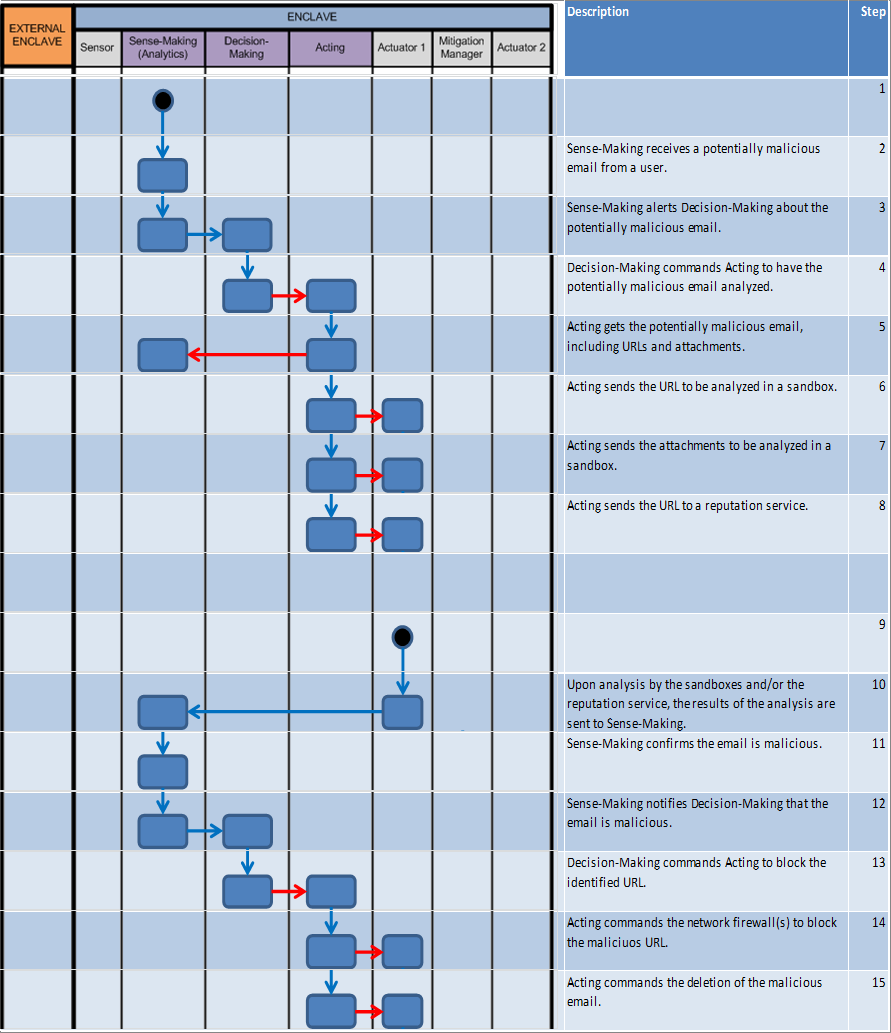 EXTERNAL
ENCLAVE
ENCLAVE
Sensor
Sense-Making
(Analytics)
Decision-
Making
Acting
Actuator 1
Mitigation
Manager
Actuator 2
Description
Step
1
Sense-Making receives a potentially malicious
email from a user.
2
Sense-Making alerts Decision-Making about the
potentially malicious email.
3
Decision-Making commands Acting to have the
potentially malicious email analyzed.
4
Acting gets the potentially malicious email,
including URLs and attachments.
5
Acting sends the URL to be analyzed in a sandbox.
6
Acting sends the attachments to be analyzed in a
sandbox.
7
Acting sends the URL to a reputation service.
8
9
Upon analysis by the sandboxes and/or the
reputation service, the results of the analysis are
sent to Sense-Making.
10
Sense-Making confirms the email is malicious.
11
Sense-Making notifies Decision-Making that the
email is malicious.
12
Decision-Making commands Acting to block the
identified URL.
13
Acting commands the network firewall(s) to block
the maliciuos URL.
14
Acting commands the deletion of the malicious
email.
15